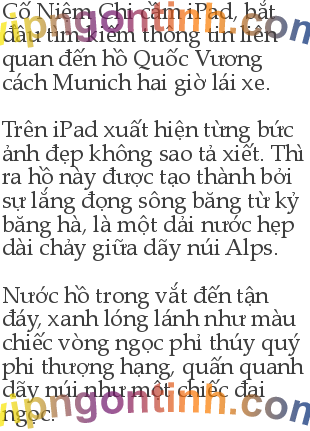 Cố Niệm Chi cầm iPad, bắt
đầu tìm kiếm thông tin liên
quan đến hồ Quốc Vương
cách Munich hai giờ lái xe.
Trên iPad xuất hiện từng bức
ảnh đẹp không sao tả xiết. Thì
ra hồ này được tạo thành bởi
sự lắng đọng sông băng từ kỷ
băng hà, là một dải nước hẹp
dài chảy giữa dãy núi Alps.
Nước hồ trong vắt đến tận
đáy, xanh lóng lánh như màu
chiếc vòng ngọc phỉ thúy quý
phi thượng hạng, quấn quanh
dãy núi như một chiếc đai
ngọc.
vipngontinh.com
vipngontinh.com